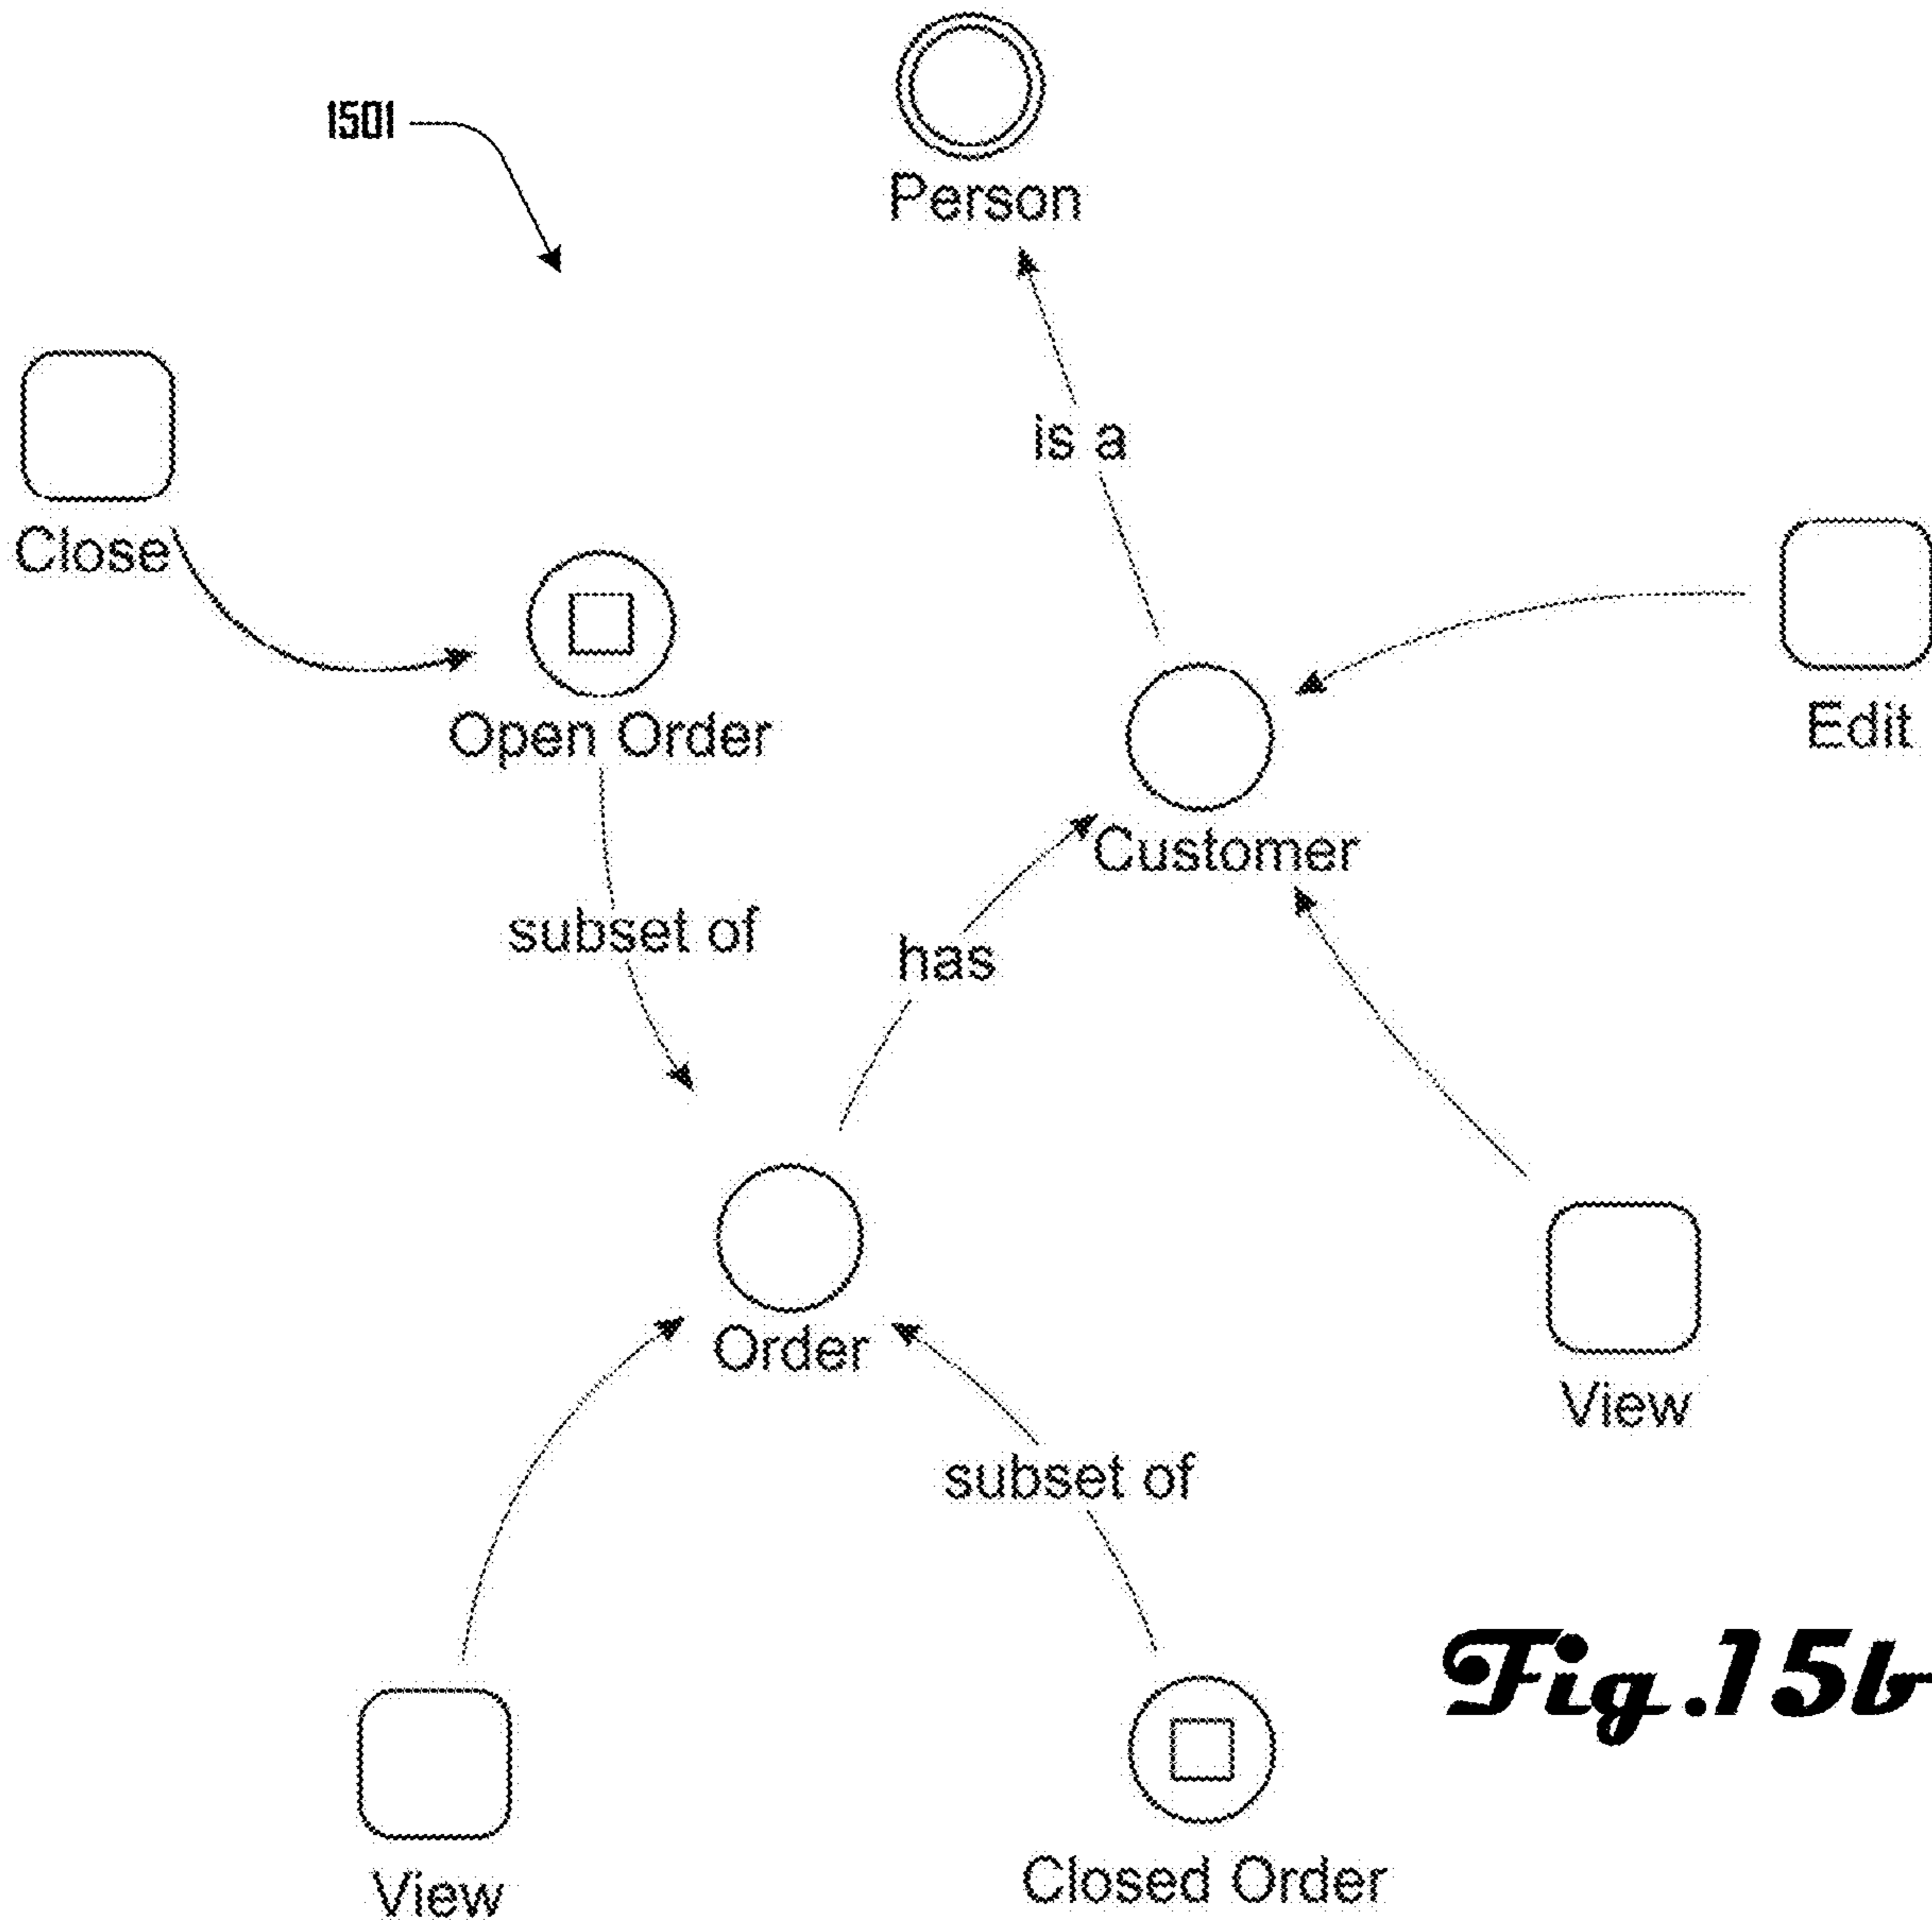 1501
Person
is a
Close
Edit
Open Order
Customer
subset of
has
Order
View
subset of
Fig.15b
View
Closed Order